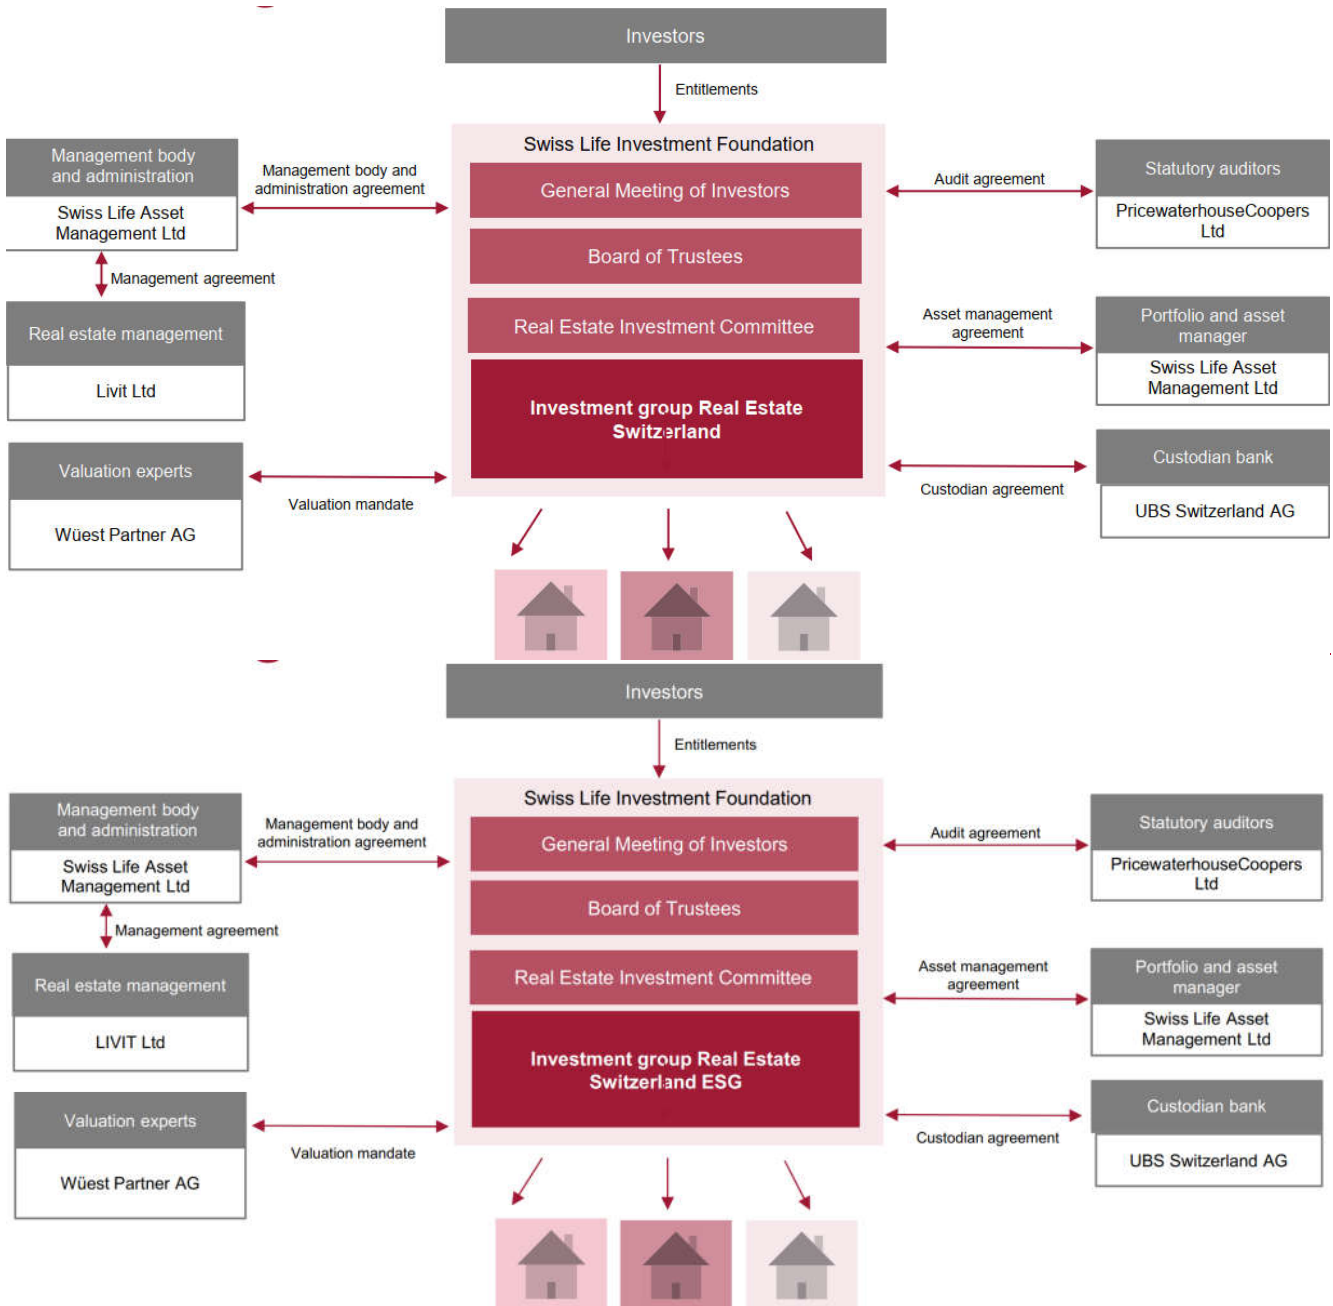 Investors
Entitlements
Swiss Life Investment Foundation
General Meeting of Investors
Board of Trustees
Real Estate Investment Committee
Investment group Real Estate
Switzerland
Management body
and administration
Swiss Life Asset
Management Ltd
Management body and
administration agreement
Management agreement
Real estate management
Livit Ltd
Valuation experts
Wüest Partner AG
Valuation mandate
Audit agreement
Statutory auditors
PricewaterhouseCoopers
Ltd
Asset management
agreement
Portfolio and asset
manager
Swiss Life Asset
Management Ltd
Custodian agreement
Custodian bank
UBS Switzerland AG
Investors
Entitlements
Swiss Life Investment Foundation
General Meeting of Investors
Board of Trustees
Real Estate Investment Committee
Investment group Real Estate
Switzerland ESG
Management body
and administration
Swiss Life Asset
Management Ltd
Management body and
administration agreement
Management agreement
Real estate management
LIVIT Ltd
Valuation experts
Wüest Partner AG
Valuation mandate
Audit agreement
Statutory auditors
PricewaterhouseCoopers
Ltd
Asset management
agreement
Portfolio and asset
manager
Swiss Life Asset
Management Ltd
Custodian agreement
Custodian bank
UBS Switzerland AG